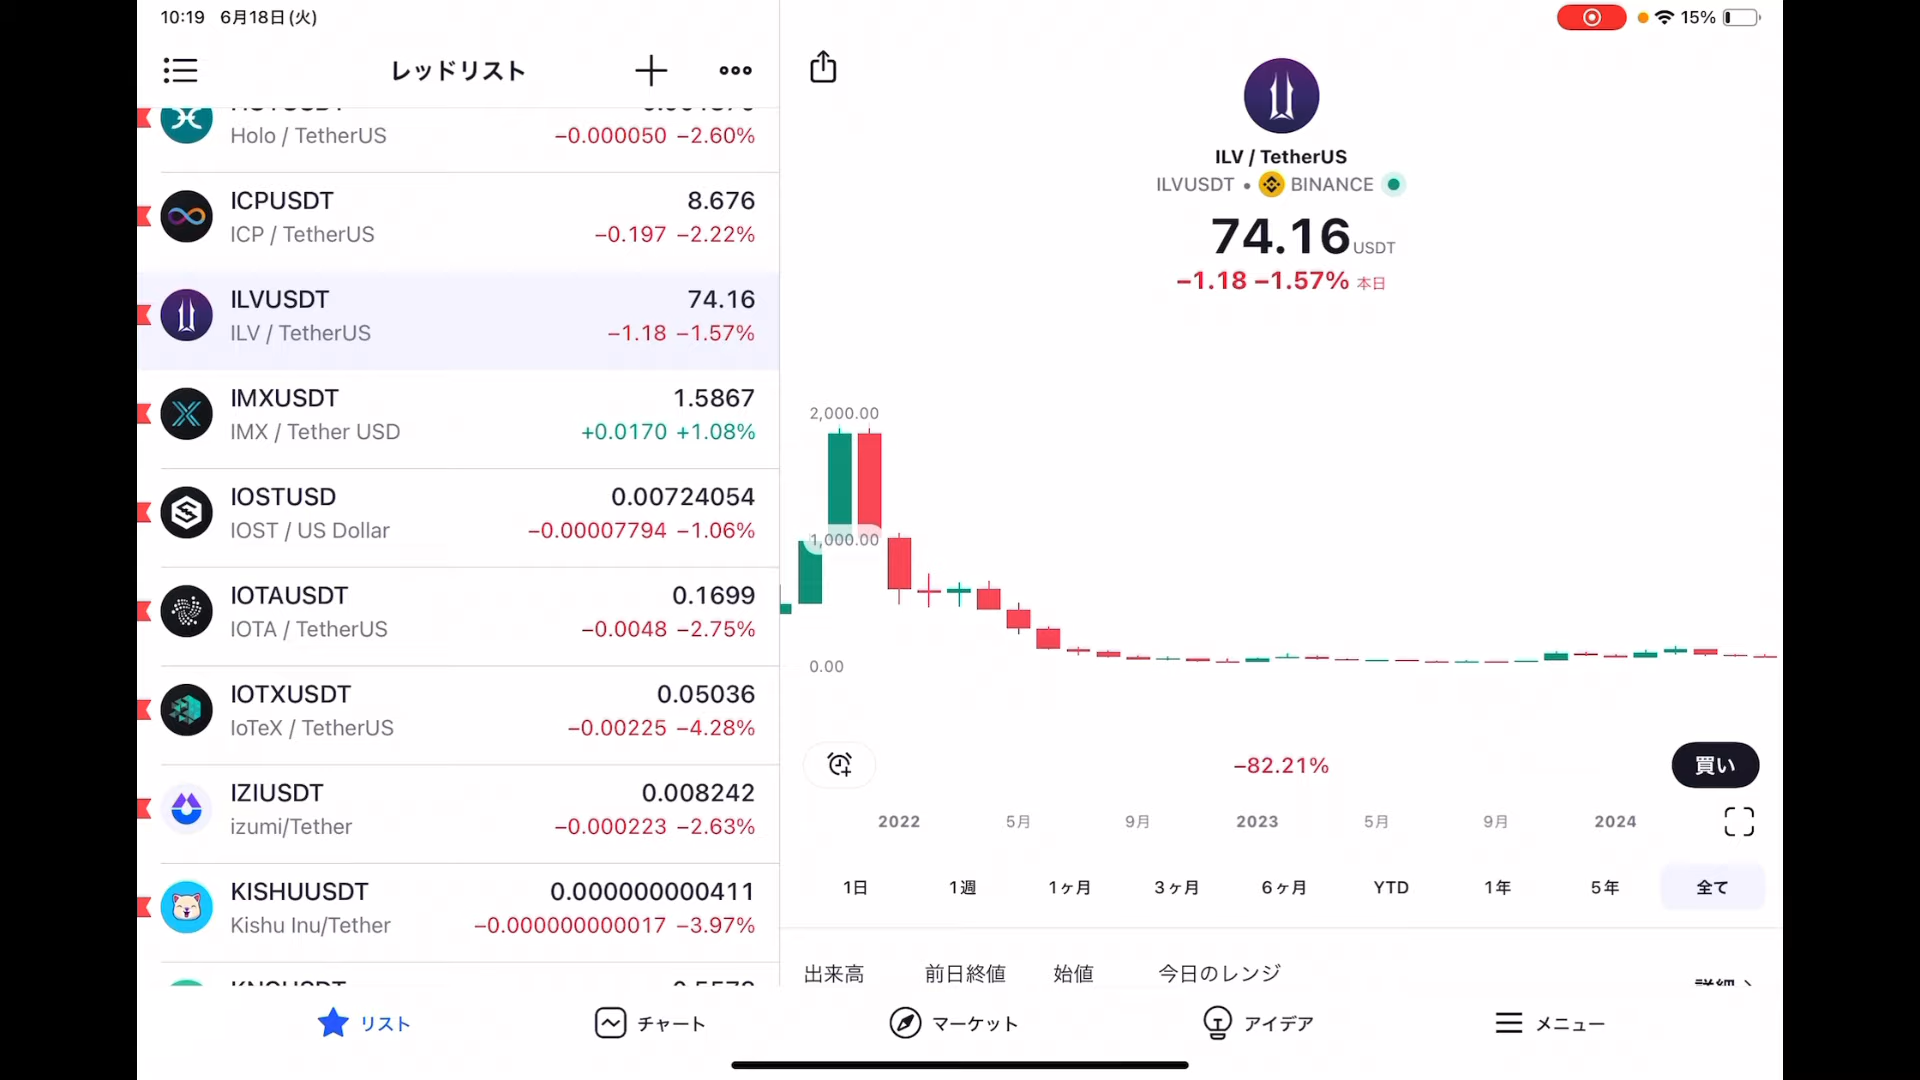 10:19 6月18日(火)
15%
レッドリスト
Holo / TetherUS
−0.000050 −2.60%
ICPUSDT
8.676
ICP / TetherUS
−0.197 −2.22%
ILVUSDT
74.16
ILV / TetherUS
−1.18 −1.57%
IMXUSDT
1.5867
IMX / Tether USD
+0.0170 +1.08%
IOSTUSD
0.00724054
IOST / US Dollar
−0.00007794 −1.06%
IOTAUSDT
0.1699
IOTA / TetherUS
−0.0048 −2.75%
IOTXUSDT
0.05036
IoTeX / TetherUS
−0.00225 −4.28%
IZIUSDT
0.008242
izumi/Tether
−0.000223 −2.63%
KISHUUSDT
0.000000000411
Kishu Inu/Tether
−0.000000000017 −3.97%
ILV / TetherUS
ILVUSDT • BINANCE
74.16 USDT
−1.18 −1.57% 本日
2,000.00
1,000.00
0.00
−82.21%
買い
2022 5月 9月 2023 5月 9月 2024
1日 1週 1ヶ月 3ヶ月 6ヶ月 YTD 1年 5年 全て
出来高 前日終値 始値 今日のレンジ
リスト チャート マーケット アイデア メニュー